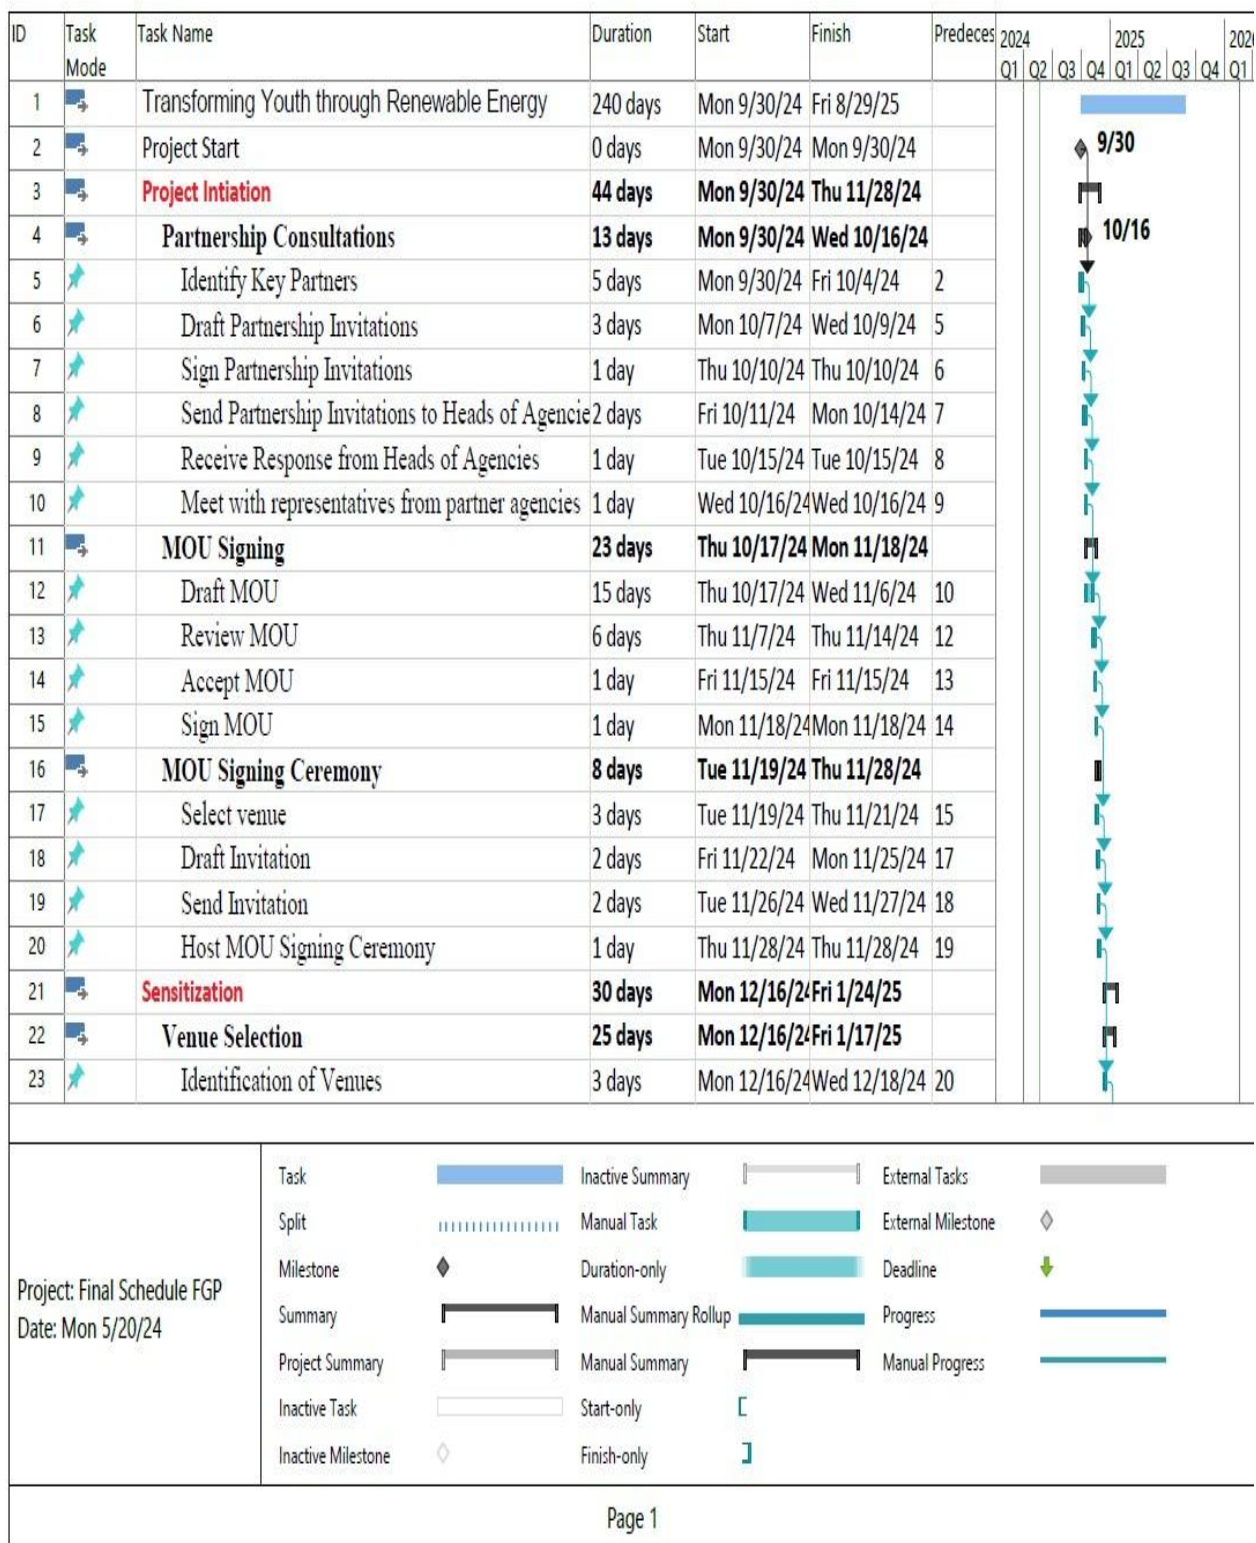 ID Task Mode Task Name Duration Start Finish Predeces 2024 2025 2026
Q1 Q2 Q3 Q4 Q1 Q2 Q3 Q4 Q1
1 Transforming Youth through Renewable Energy 240 days Mon 9/30/24 Fri 8/29/25
2 Project Start 0 days Mon 9/30/24 Mon 9/30/24 9/30
3 Project Intiation 44 days Mon 9/30/24 Thu 11/28/24
4 Partnership Consultations 13 days Mon 9/30/24 Wed 10/16/24 10/16
5 Identify Key Partners 5 days Mon 9/30/24 Fri 10/4/24 2
6 Draft Partnership Invitations 3 days Mon 10/7/24 Wed 10/9/24 5
7 Sign Partnership Invitations 1 day Thu 10/10/24 Thu 10/10/24 6
8 Send Partnership Invitations to Heads of Agencie 2 days Fri 10/11/24 Mon 10/14/24 7
9 Receive Response from Heads of Agencies 1 day Tue 10/15/24 Tue 10/15/24 8
10 Meet with representatives from partner agencies 1 day Wed 10/16/24 Wed 10/16/24 9
11 MOU Signing 23 days Thu 10/17/24 Mon 11/18/24
12 Draft MOU 15 days Thu 10/17/24 Wed 11/6/24 10
13 Review MOU 6 days Thu 11/7/24 Thu 11/14/24 12
14 Accept MOU 1 day Fri 11/15/24 Fri 11/15/24 13
15 Sign MOU 1 day Mon 11/18/24 Mon 11/18/24 14
16 MOU Signing Ceremony 8 days Tue 11/19/24 Thu 11/28/24
17 Select venue 3 days Tue 11/19/24 Thu 11/21/24 15
18 Draft Invitation 2 days Fri 11/22/24 Mon 11/25/24 17
19 Send Invitation 2 days Tue 11/26/24 Wed 11/27/24 18
20 Host MOU Signing Ceremony 1 day Thu 11/28/24 Thu 11/28/24 19
21 Sensitization 30 days Mon 12/16/24 Fri 1/24/25
22 Venue Selection 25 days Mon 12/16/24 Fri 1/17/25
23 Identification of Venues 3 days Mon 12/16/24 Wed 12/18/24 20
Project: Final Schedule FGP
Date: Mon 5/20/24
Task Inactive Summary External Tasks
Split Manual Task External Milestone
Milestone Duration-only Deadline
Summary Manual Summary Rollup Progress
Project Summary Manual Summary Manual Progress
Inactive Task Start-only
Inactive Milestone Finish-only
Page 1